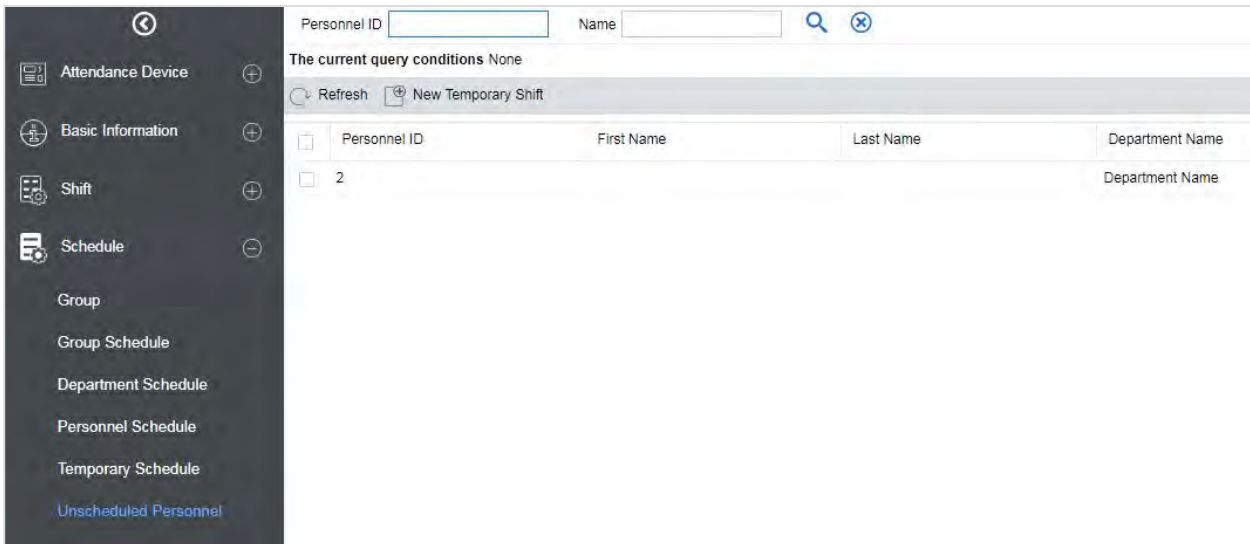 Attendance Device
Basic Information
Shift
Schedule
Group
Group Schedule
Department Schedule
Personnel Schedule
Temporary Schedule
Unscheduled Personnel
Personnel ID Name
The current query conditions None
Refresh New Temporary Shift
Personnel ID First Name Last Name Department Name
2 Department Name